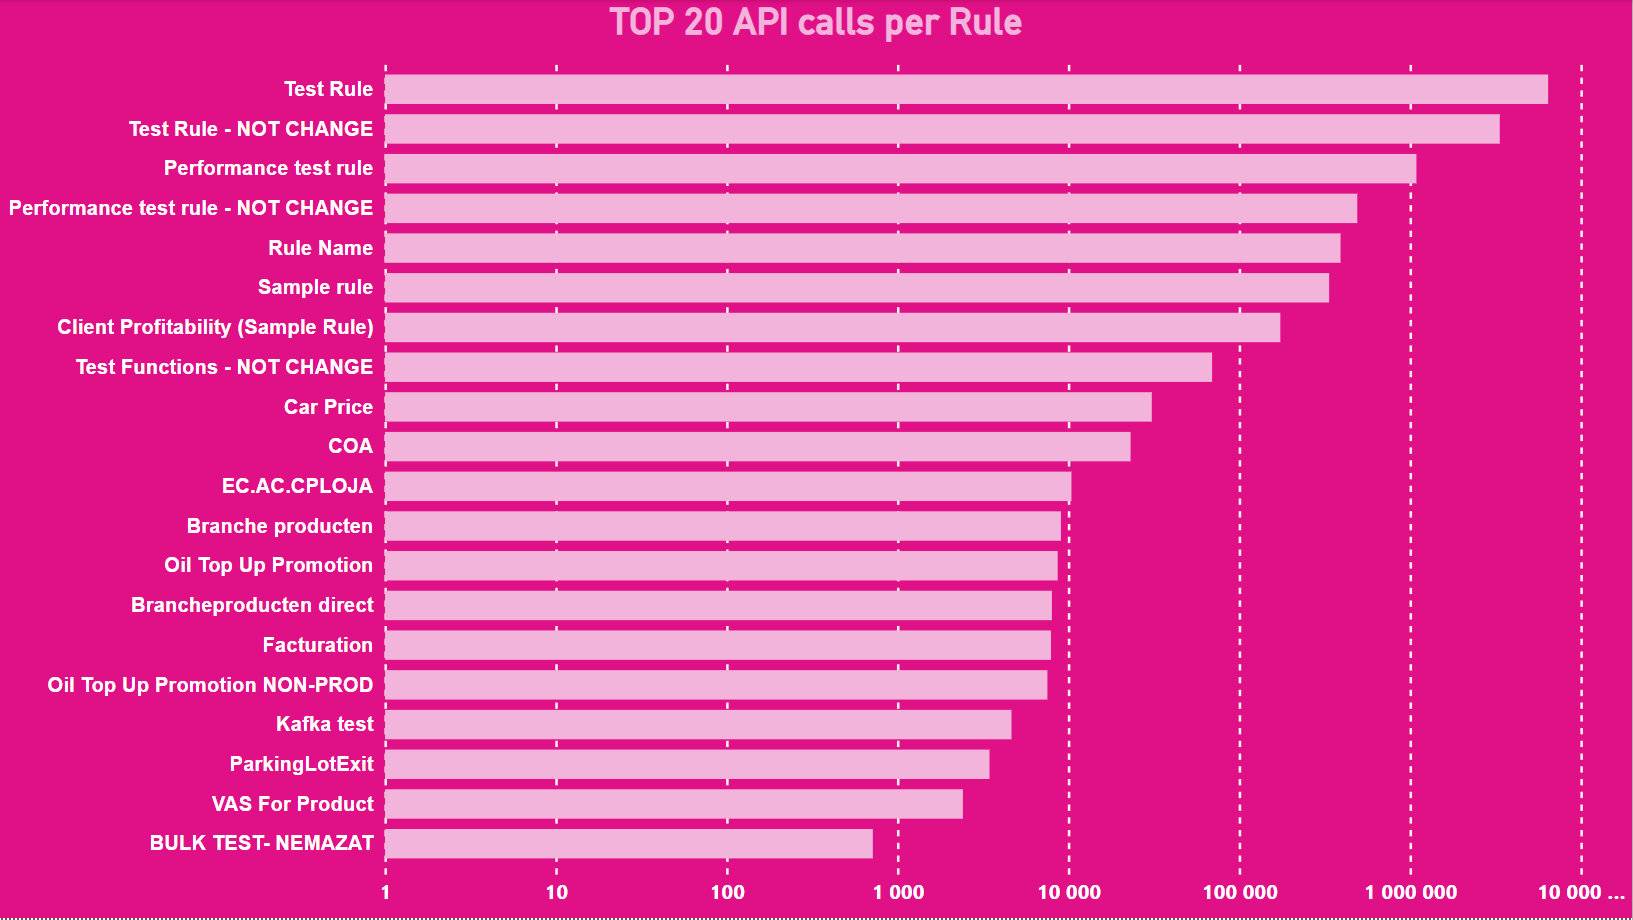 TOP 20 API calls per Rule
Test Rule
Test Rule - NOT CHANGE
Performance test rule
Performance test rule - NOT CHANGE
Rule Name
Sample rule
Client Profitability (Sample Rule)
Test Functions - NOT CHANGE
Car Price
COA
EC.AC.CPLOJA
Branche producten
Oil Top Up Promotion
Brancheproducten direct
Facturation
Oil Top Up Promotion NON-PROD
Kafka test
ParkingLotExit
VAS For Product
BULK TEST- NEMAZAT
1 10 100 1 000 10 000 100 000 1 000 000 10 000 ...